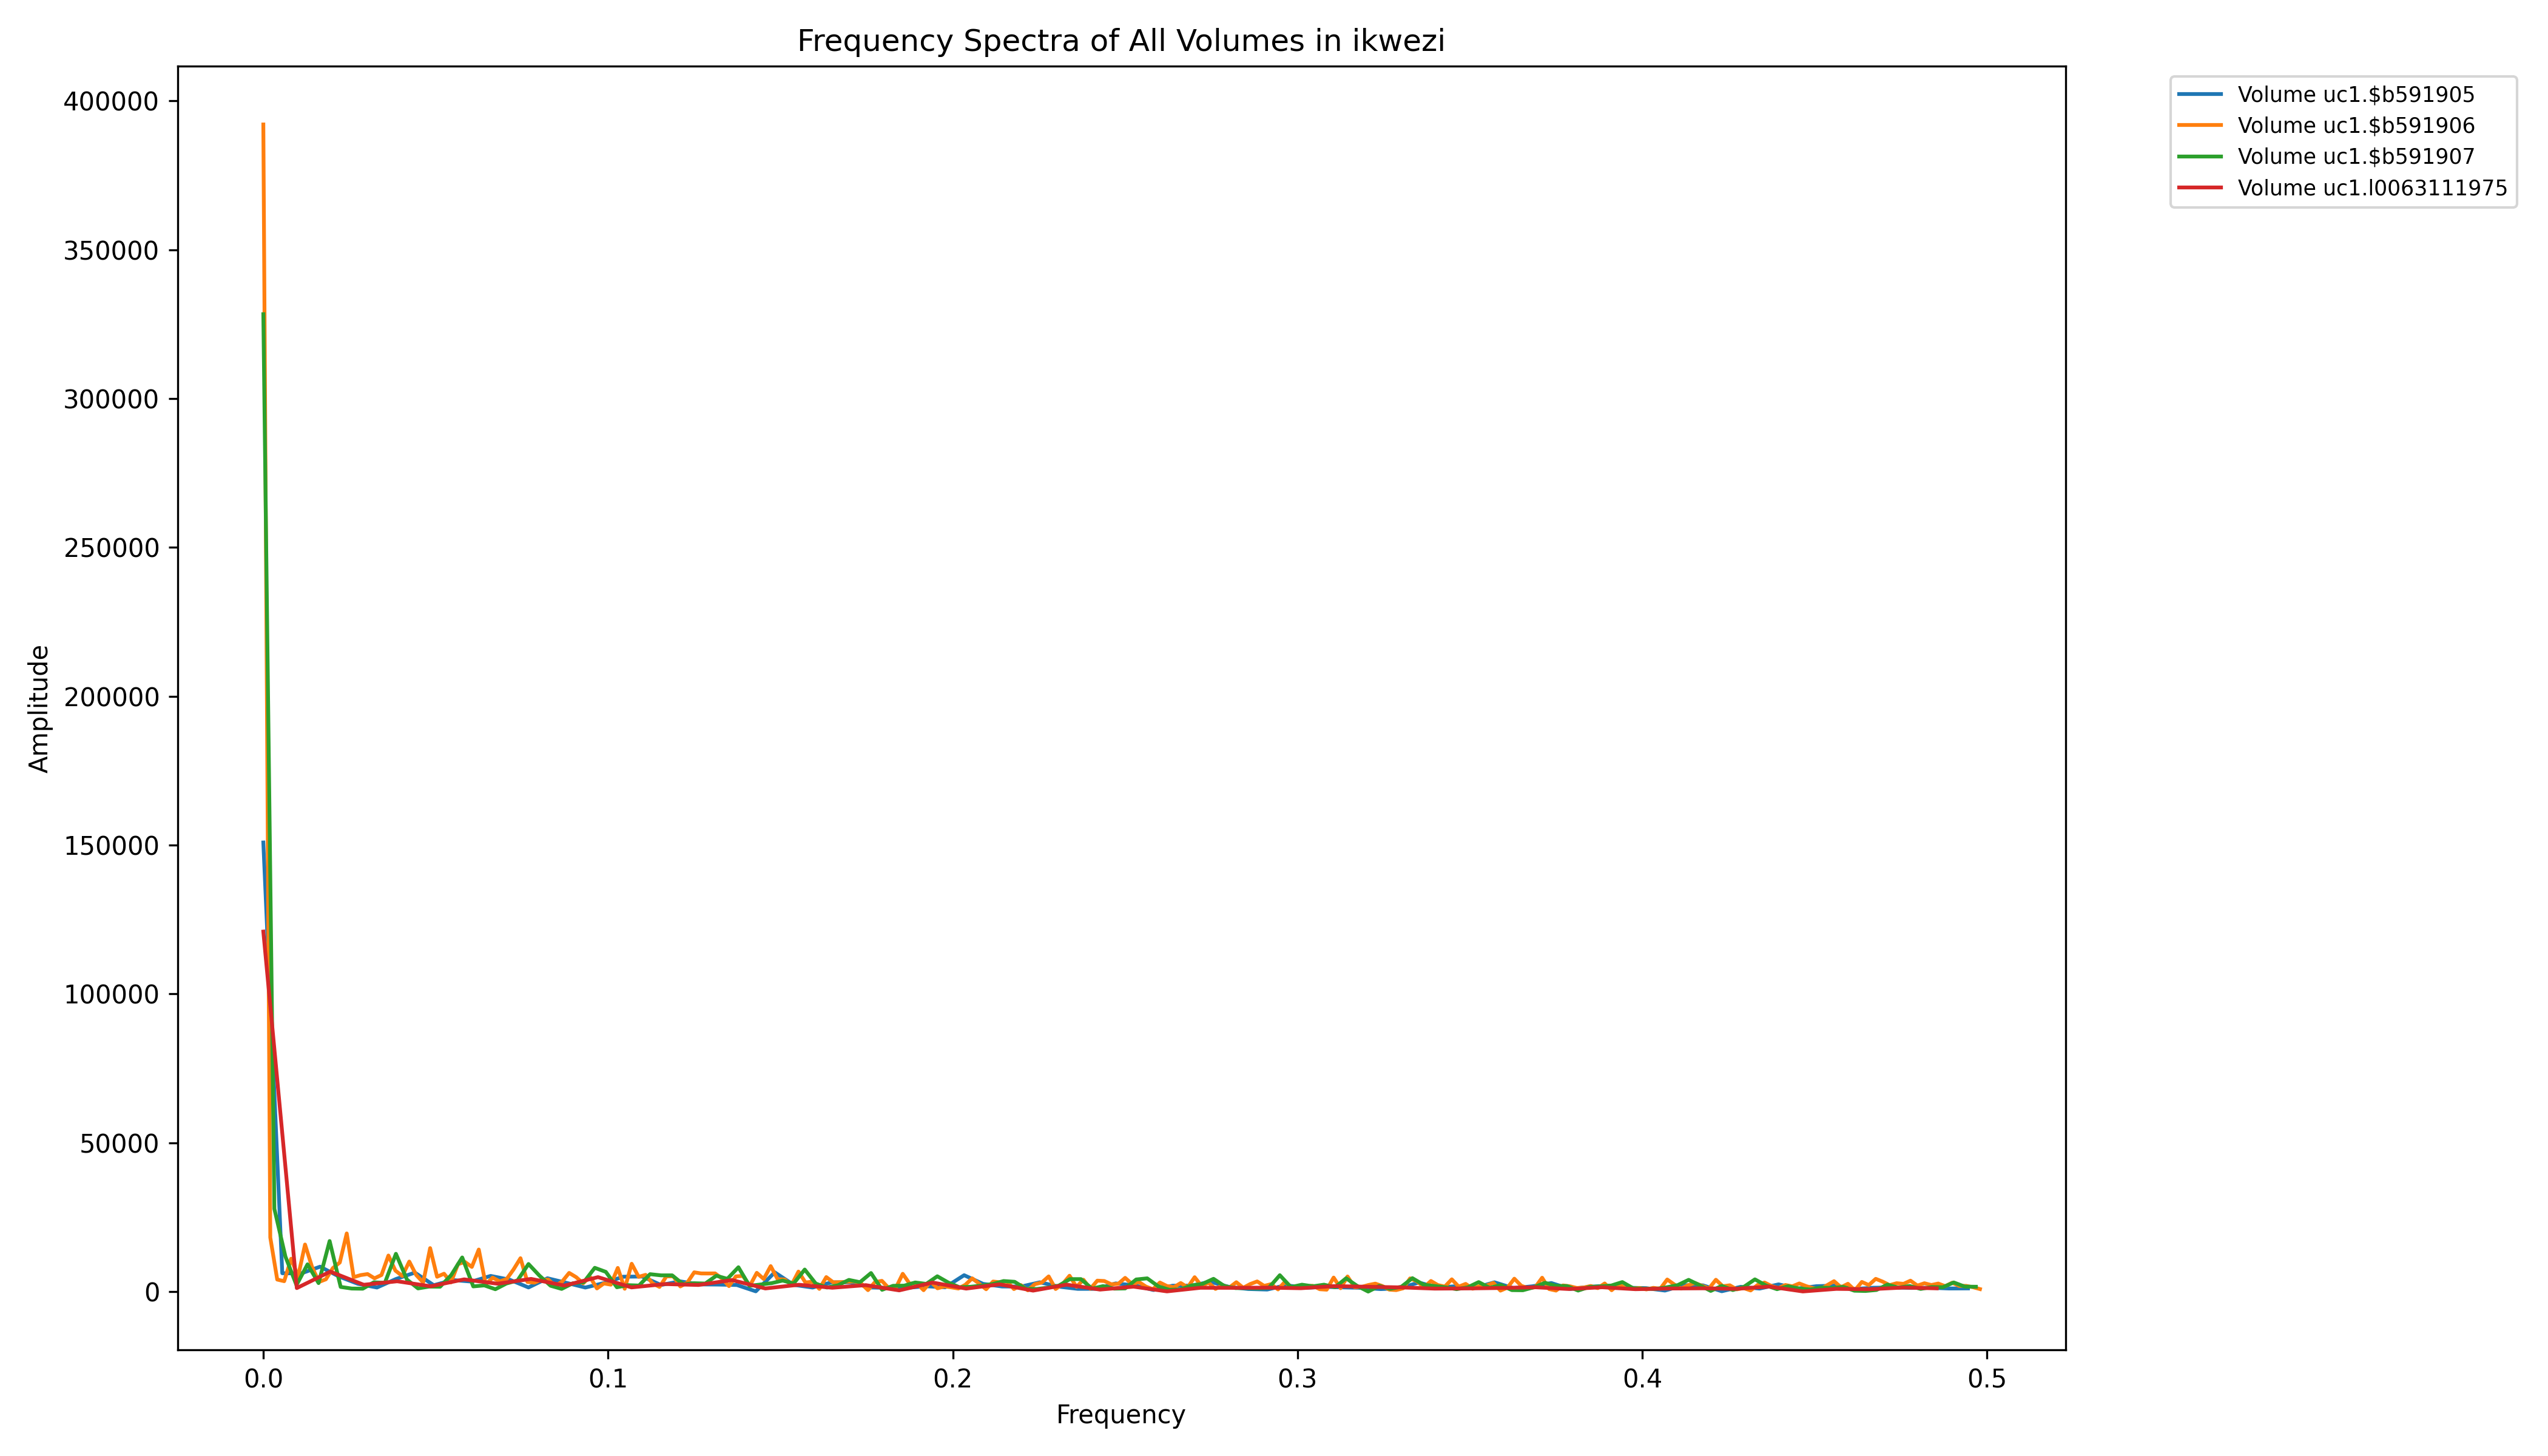 Frequency Spectra of All Volumes in ikwezi
400000
350000
300000
250000
200000
150000
100000
50000
0
Amplitude
0.0 0.1 0.2 0.3 0.4 0.5
Frequency
Volume uc1.$b591905
Volume uc1.$b591906
Volume uc1.$b591907
Volume uc1.l0063111975